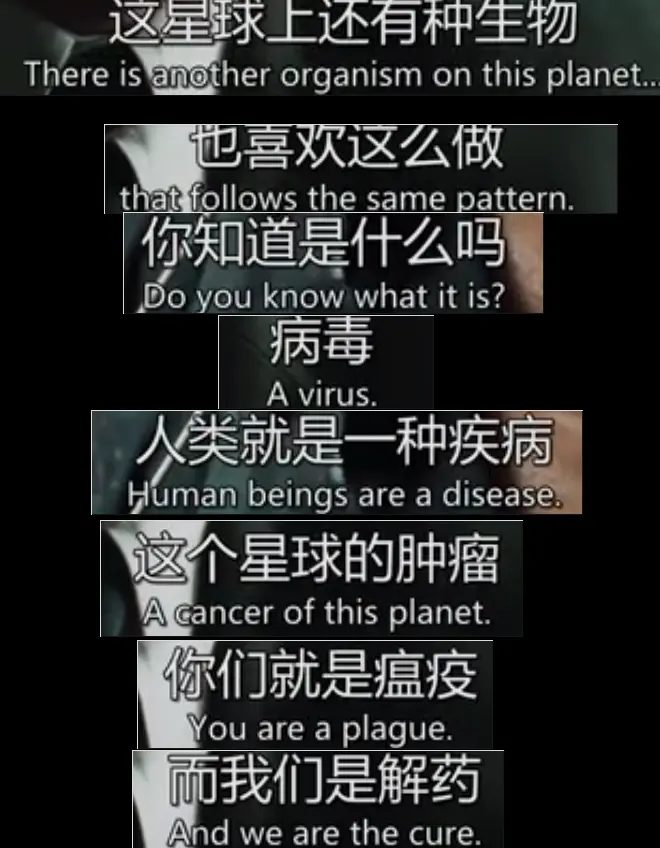 这星球上还有种生物
There is another organism on this planet...
也喜欢这么做
that follows the same pattern.
你知道是什么吗
Do you know what it is?
病毒
A virus.
人类就是一种疾病
Human beings are a disease.
这个星球的肿瘤
A cancer of this planet.
你们就是瘟疫
You are a plague.
而我们是解药
And we are the cure.